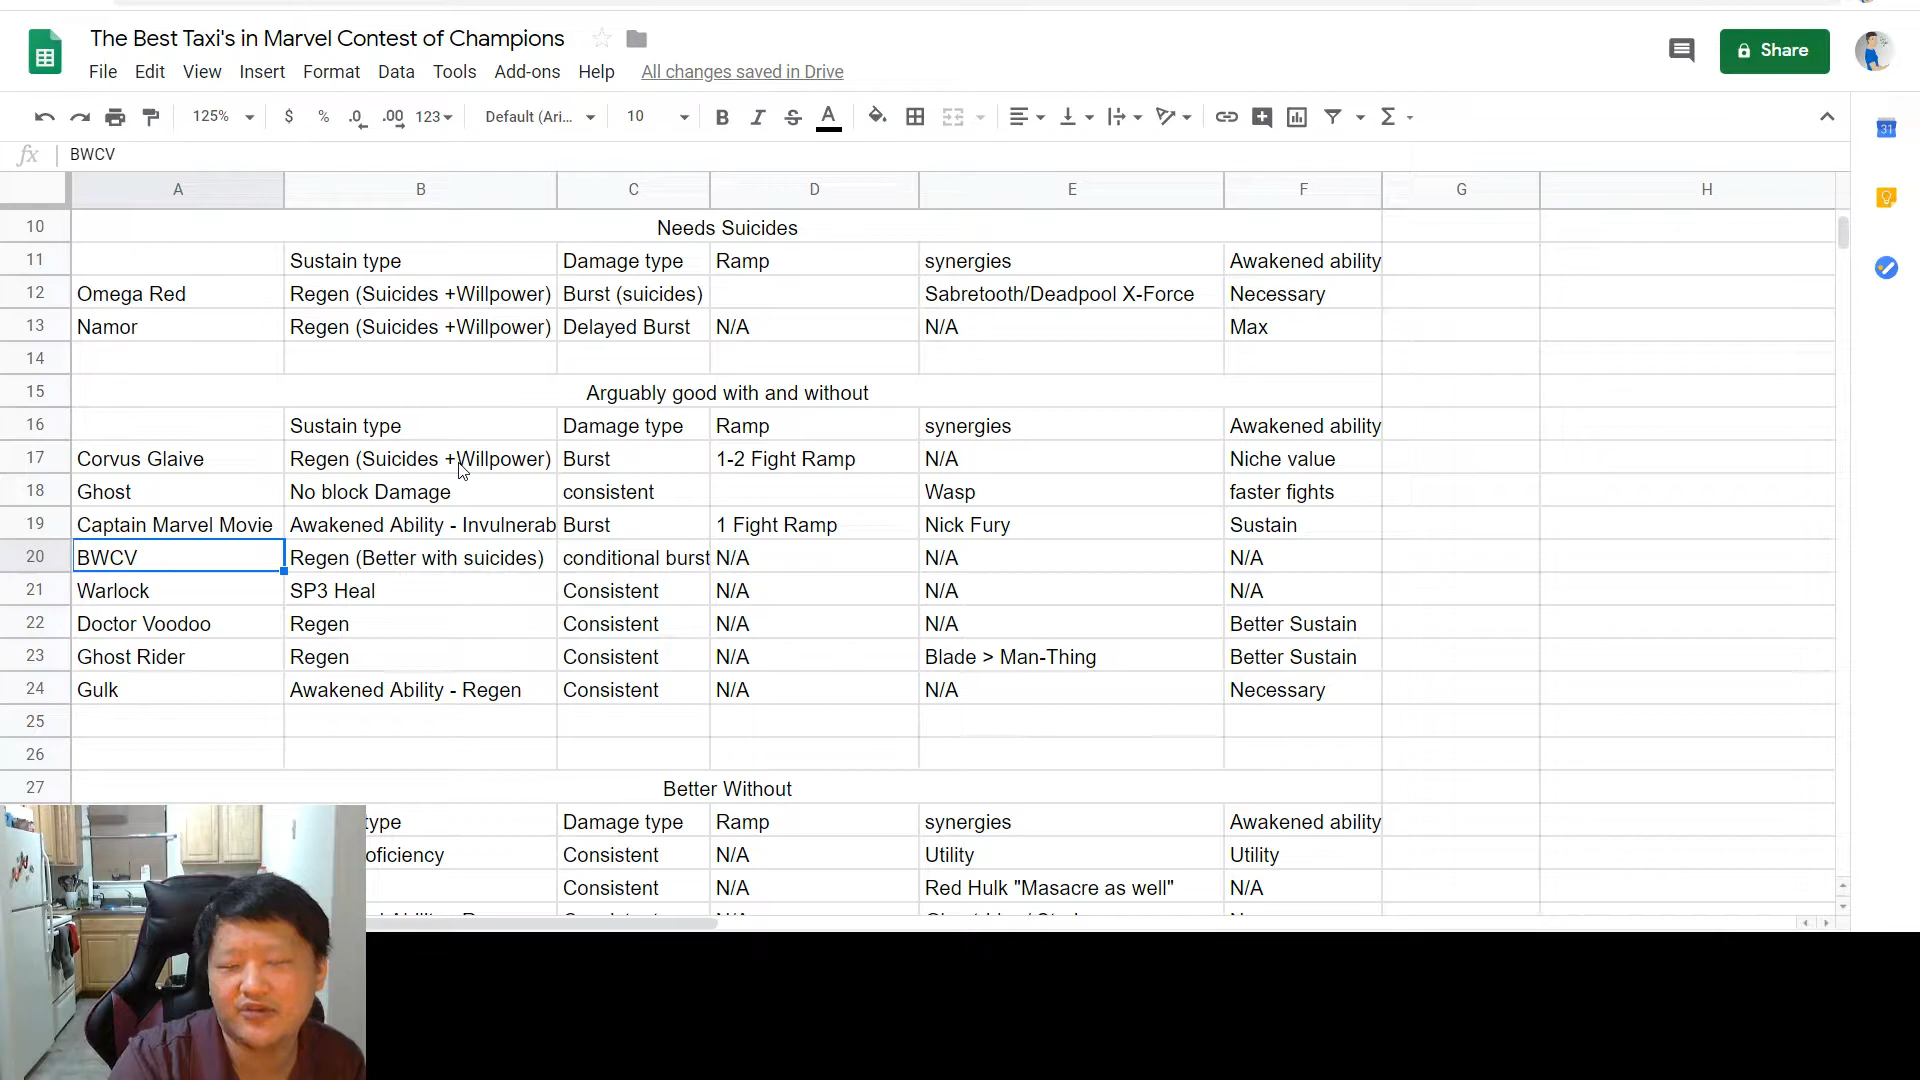 The Best Taxi's in Marvel Contest of Champions
Share
File Edit View Insert Format Data Tools Add-ons Help All changes saved in Drive
125% $ % .0 .00 123 Default (Ari... 10 B I S A
fx BWCV
31
A B C D E F G H
10 Needs Suicides
11 Sustain type Damage type Ramp synergies Awakened ability
12 Omega Red Regen (Suicides +Willpower) Burst (suicides) Sabretooth/Deadpool X-Force Necessary
13 Namor Regen (Suicides +Willpower) Delayed Burst N/A N/A Max
14
15 Arguably good with and without
16 Sustain type Damage type Ramp synergies Awakened ability
17 Corvus Glaive Regen (Suicides +Willpower) Burst 1-2 Fight Ramp N/A Niche value
18 Ghost No block Damage consistent Wasp faster fights
19 Captain Marvel Movie Awakened Ability - Invulnerab Burst 1 Fight Ramp Nick Fury Sustain
20 BWCV Regen (Better with suicides) conditional burst N/A N/A N/A
21 Warlock SP3 Heal Consistent N/A N/A N/A
22 Doctor Voodoo Regen Consistent N/A N/A Better Sustain
23 Ghost Rider Regen Consistent N/A Blade > Man-Thing Better Sustain
24 Gulk Awakened Ability - Regen Consistent N/A N/A Necessary
25
26
27 Better Without
type Damage type Ramp synergies Awakened ability
oficiency Consistent N/A Utility Utility
Consistent N/A Red Hulk "Masacre as well" N/A